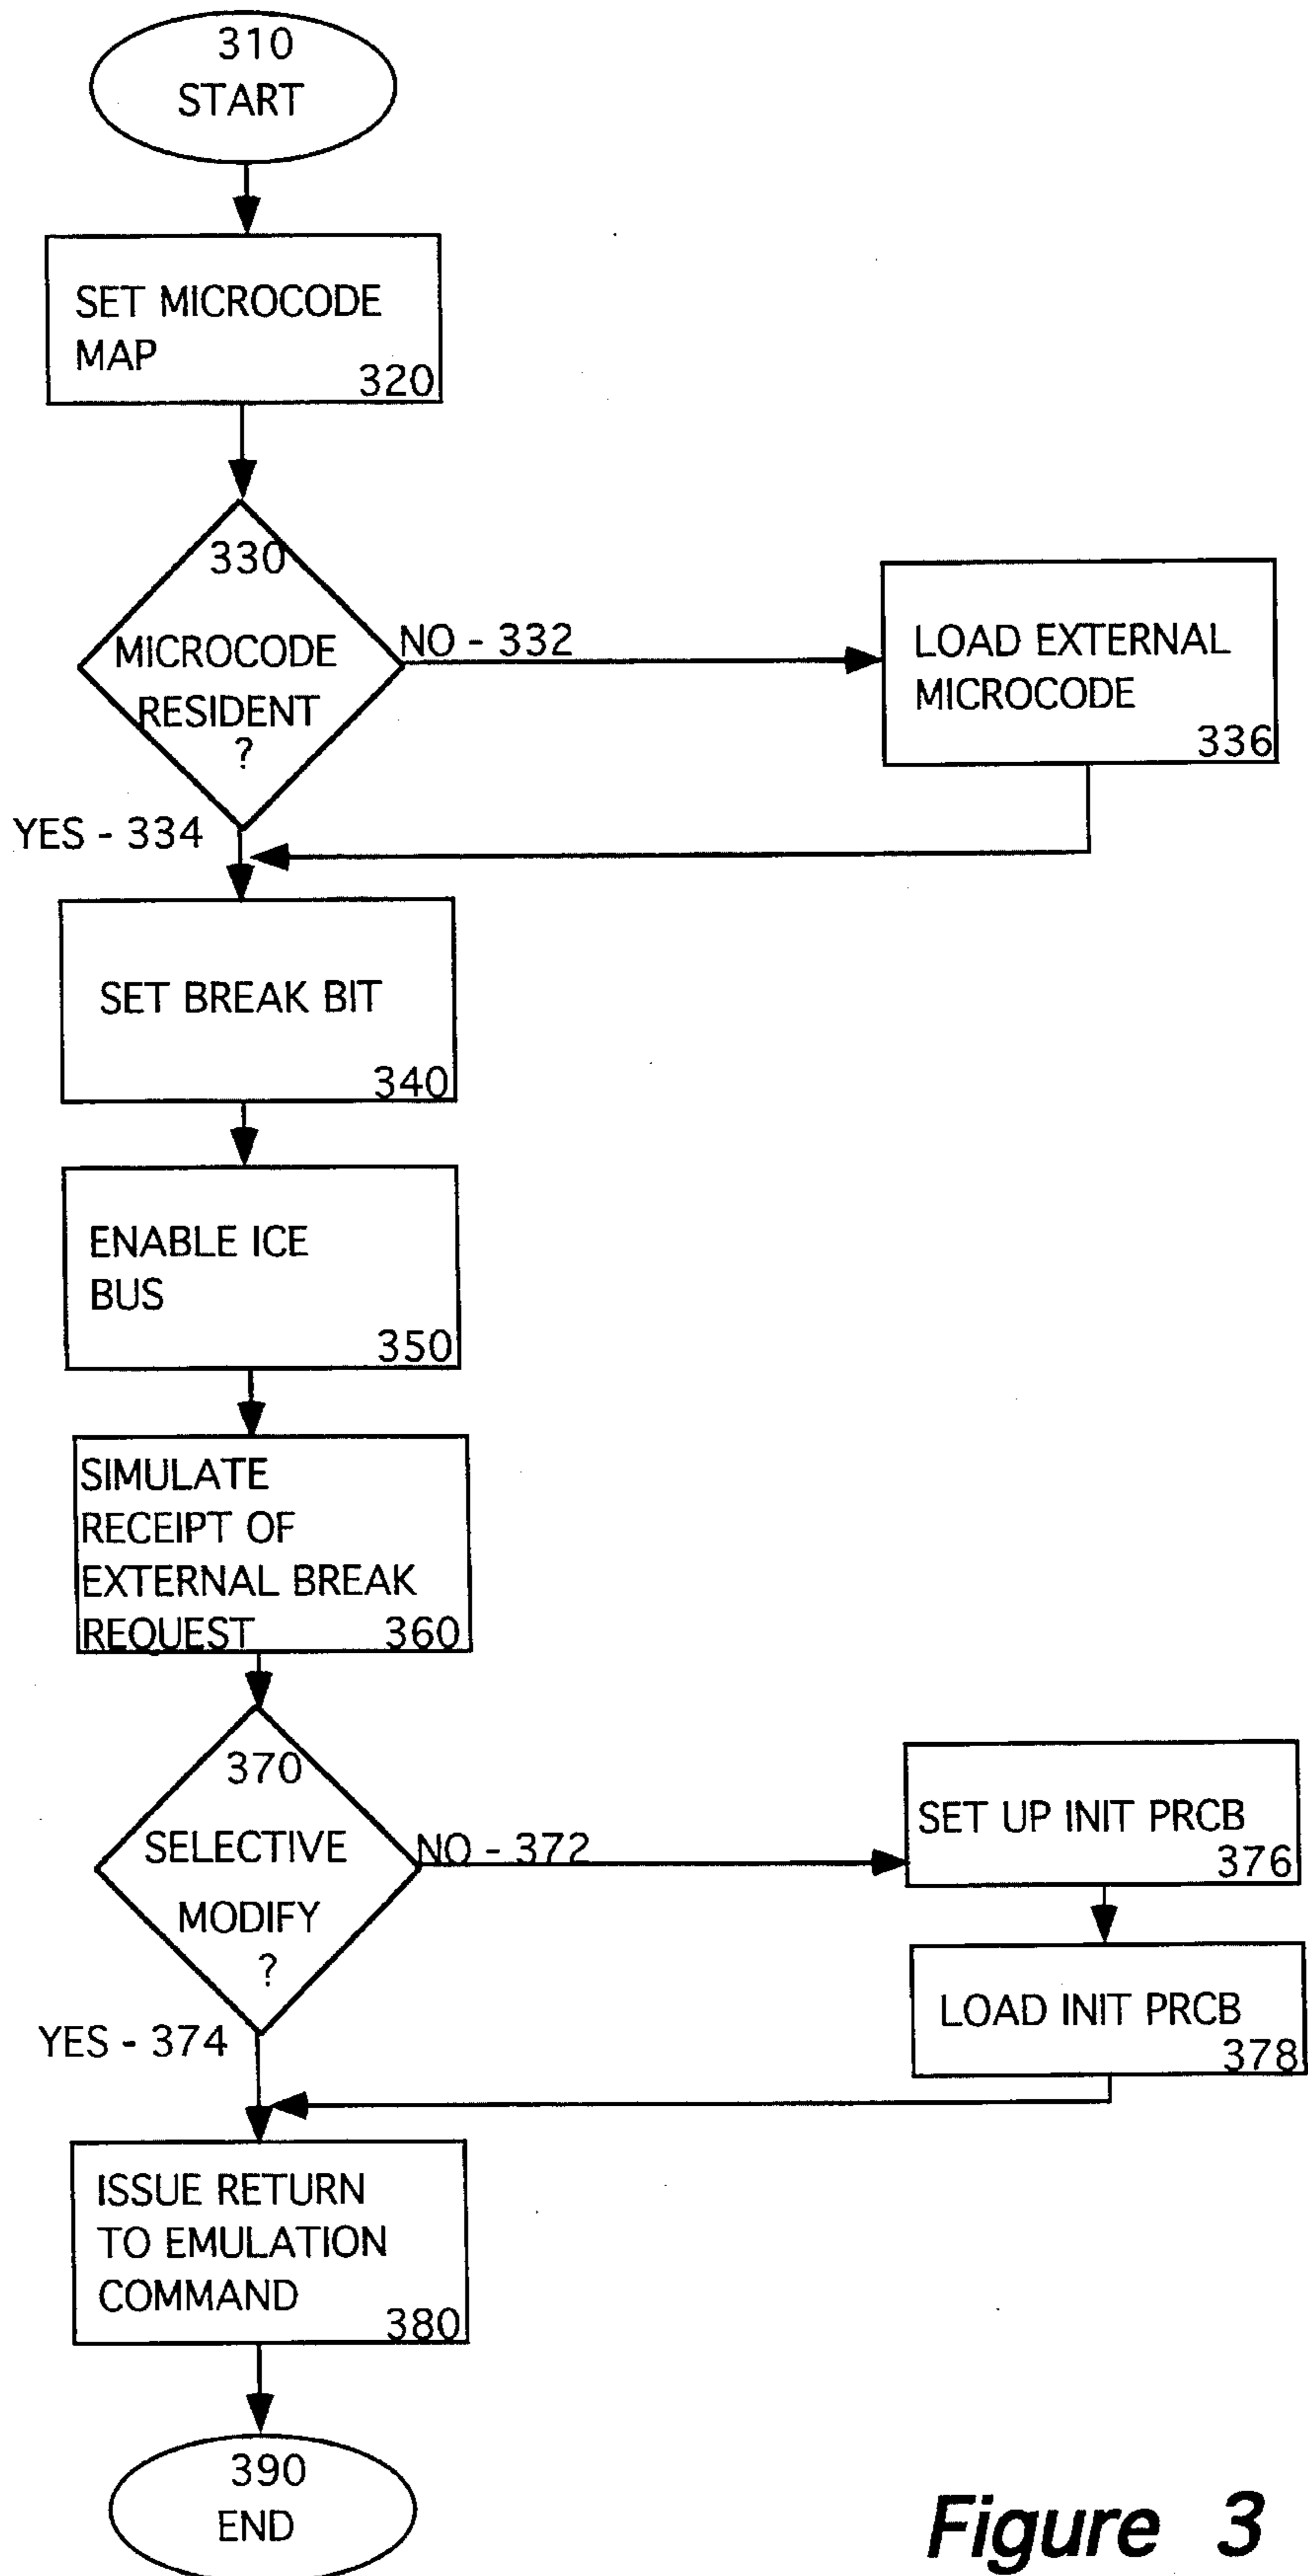 310
START
SET MICROCODE
MAP
320
330
MICROCODE
RESIDENT
?
NO - 332
LOAD EXTERNAL
MICROCODE
336
YES - 334
SET BREAK BIT
340
ENABLE ICE
BUS
350
SIMULATE
RECEIPT OF
EXTERNAL BREAK
REQUEST 360
370
SELECTIVE
MODIFY
?
NO - 372
SET UP INIT PRCB
376
LOAD INIT PRCB
378
YES - 374
ISSUE RETURN
TO EMULATION
COMMAND
380
390
END
Figure 3